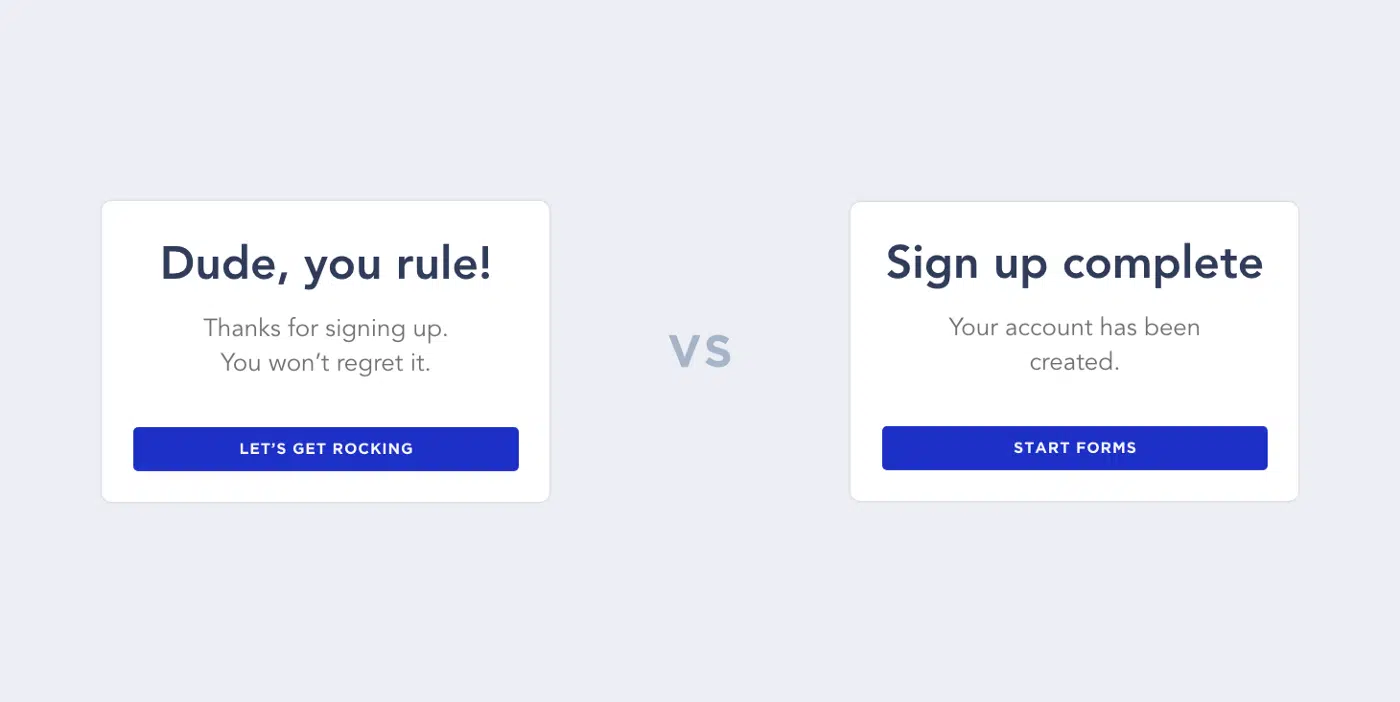 Dude, you rule!
Thanks for signing up.
You won’t regret it.
LET’S GET ROCKING
VS
Sign up complete
Your account has been
created.
START FORMS